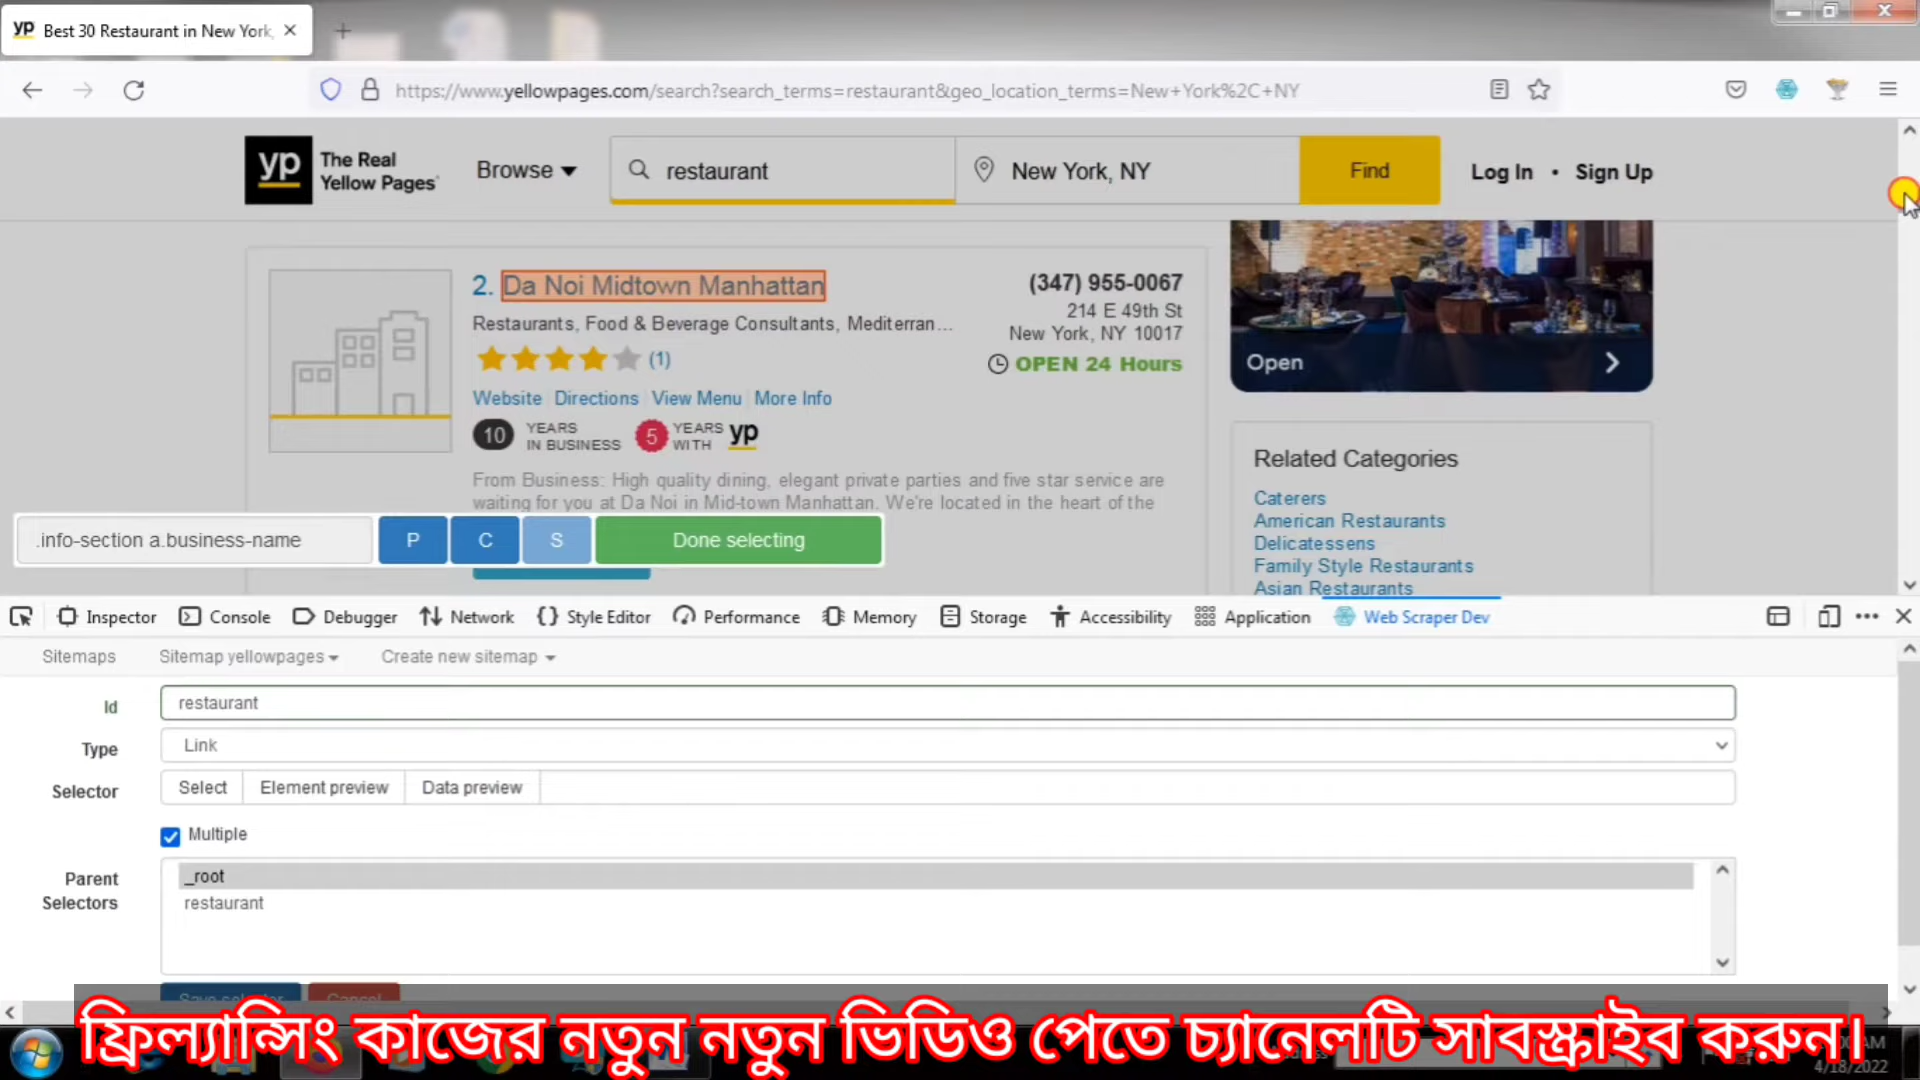 yp Best 30 Restaurant in New York,
https://www.yellowpages.com/search?search_terms=restaurant&geo_location_terms=New+York%2C+NY
yp The Real Yellow Pages® Browse restaurant New York, NY Find Log In • Sign Up
2. Da Noi Midtown Manhattan
(347) 955-0067
Restaurants, Food & Beverage Consultants, Mediterran...
214 E 49th St
New York, NY 10017
(1)
OPEN 24 Hours
Open
Website Directions View Menu More Info
10 YEARS IN BUSINESS 5 YEARS WITH yp
From Business: High quality dining, elegant private parties and five star service are
waiting for you at Da Noi in Mid-town Manhattan. We're located in the heart of the
Related Categories
Caterers
American Restaurants
Delicatessens
Family Style Restaurants
Asian Restaurants
.info-section a.business-name P C S Done selecting
Inspector Console Debugger Network Style Editor Performance Memory Storage Accessibility Application Web Scraper Dev
Sitemaps Sitemap yellowpages Create new sitemap
Id restaurant
Type Link
Selector Select Element preview Data preview
Multiple
Parent Selectors _root
restaurant
Save selector Cancel
ফ্রিল্যান্সিং কাজের নতুন নতুন ভিডিও পেতে চ্যানেলটি সাবস্ক্রাইব করুন।
4/18/2022